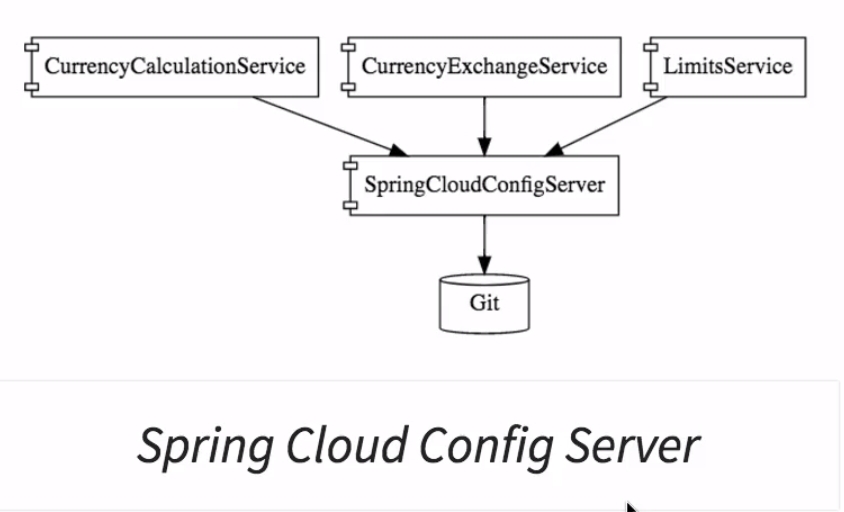 CurrencyCalculationService
CurrencyExchangeService
LimitsService
SpringCloudConfigServer
Git
Spring Cloud Config Server